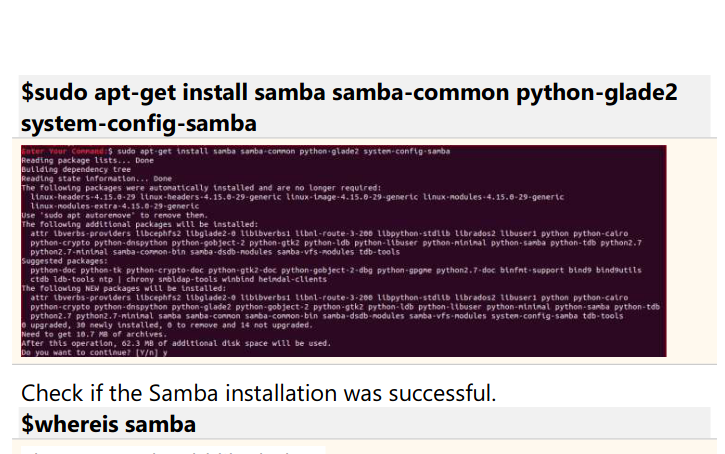 $sudo apt-get install samba samba-common python-glade2
system-config-samba
Enter Your Command:$ sudo apt-get install samba samba-common python-glade2 system-config-samba
Reading package lists... Done
Building dependency tree
Reading state information... Done
The following packages were automatically installed and are no longer required:
linux-headers-4.15.0-29 linux-headers-4.15.0-29-generic linux-image-4.15.0-29-generic linux-modules-4.15.0-29-generic
linux-modules-extra-4.15.0-29-generic
Use 'sudo apt autoremove' to remove them.
The following additional packages will be installed:
attr ibverbs-providers libcephfs2 libglade2-0 libibverbs1 libnl-route-3-200 libpython-stdlib librados2 libuser1 python python-cairo
python-crypto python-dnspython python-gobject-2 python-gtk2 python-ldb python-libuser python-minimal python-samba python-tdb python2.7
python2.7-minimal samba-common-bin samba-dsdb-modules samba-vfs-modules tdb-tools
Suggested packages:
python-doc python-tk python-crypto-doc python-gtk2-doc python-gobject-2-dbg python-gpgme python2.7-doc binfmt-support bind9 bind9utils
ctdb ldb-tools ntp | chrony smbldap-tools winbind heimdal-clients
The following NEW packages will be installed:
attr ibverbs-providers libcephfs2 libglade2-0 libibverbs1 libnl-route-3-200 libpython-stdlib librados2 libuser1 python python-cairo
python-crypto python-dnspython python-glade2 python-gobject-2 python-gtk2 python-ldb python-libuser python-minimal python-samba python-tdb
python2.7 python2.7-minimal samba samba-common samba-common-bin samba-dsdb-modules samba-vfs-modules system-config-samba tdb-tools
0 upgraded, 30 newly installed, 0 to remove and 14 not upgraded.
Need to get 10.7 MB of archives.
After this operation, 62.3 MB of additional disk space will be used.
Do you want to continue? [Y/n] y
Check if the Samba installation was successful.
$whereis samba